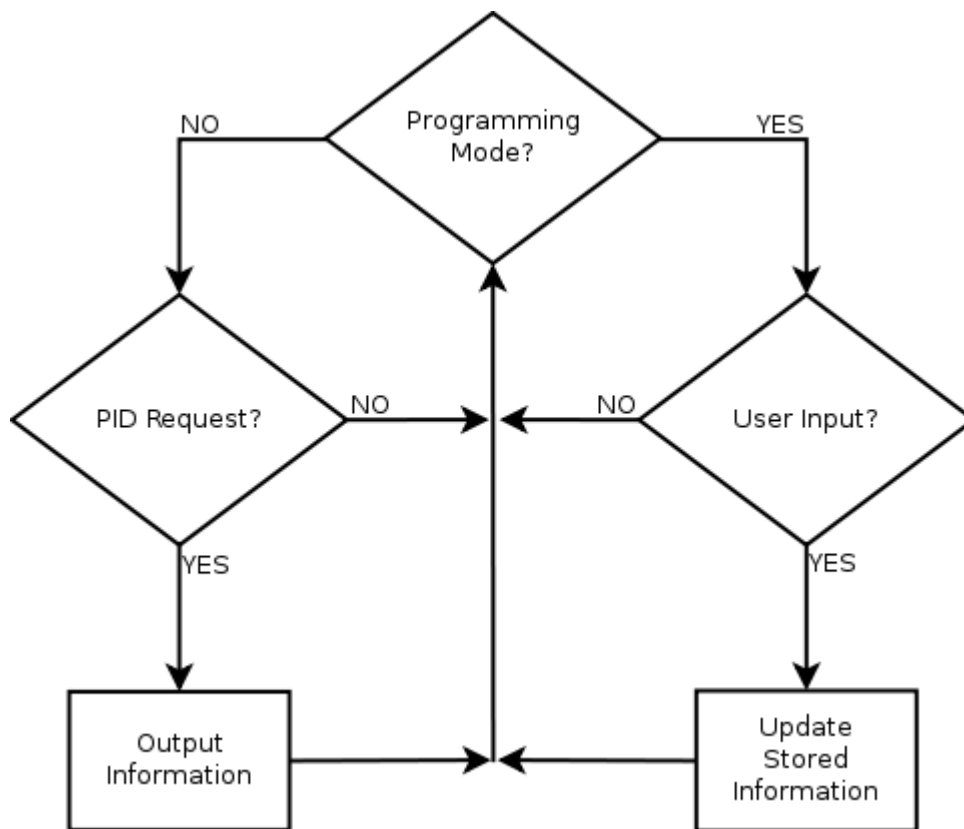 Programming
Mode?
NO
YES
PID Request?
NO
NO
User Input?
YES
YES
Output
Information
Update
Stored
Information